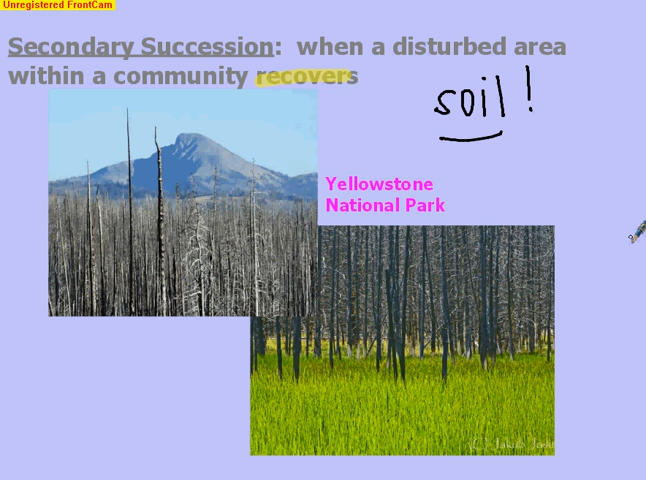 Unregistered FrontCam
Secondary Succession: when a disturbed area
within a community recovers
soil!
Yellowstone
National Park